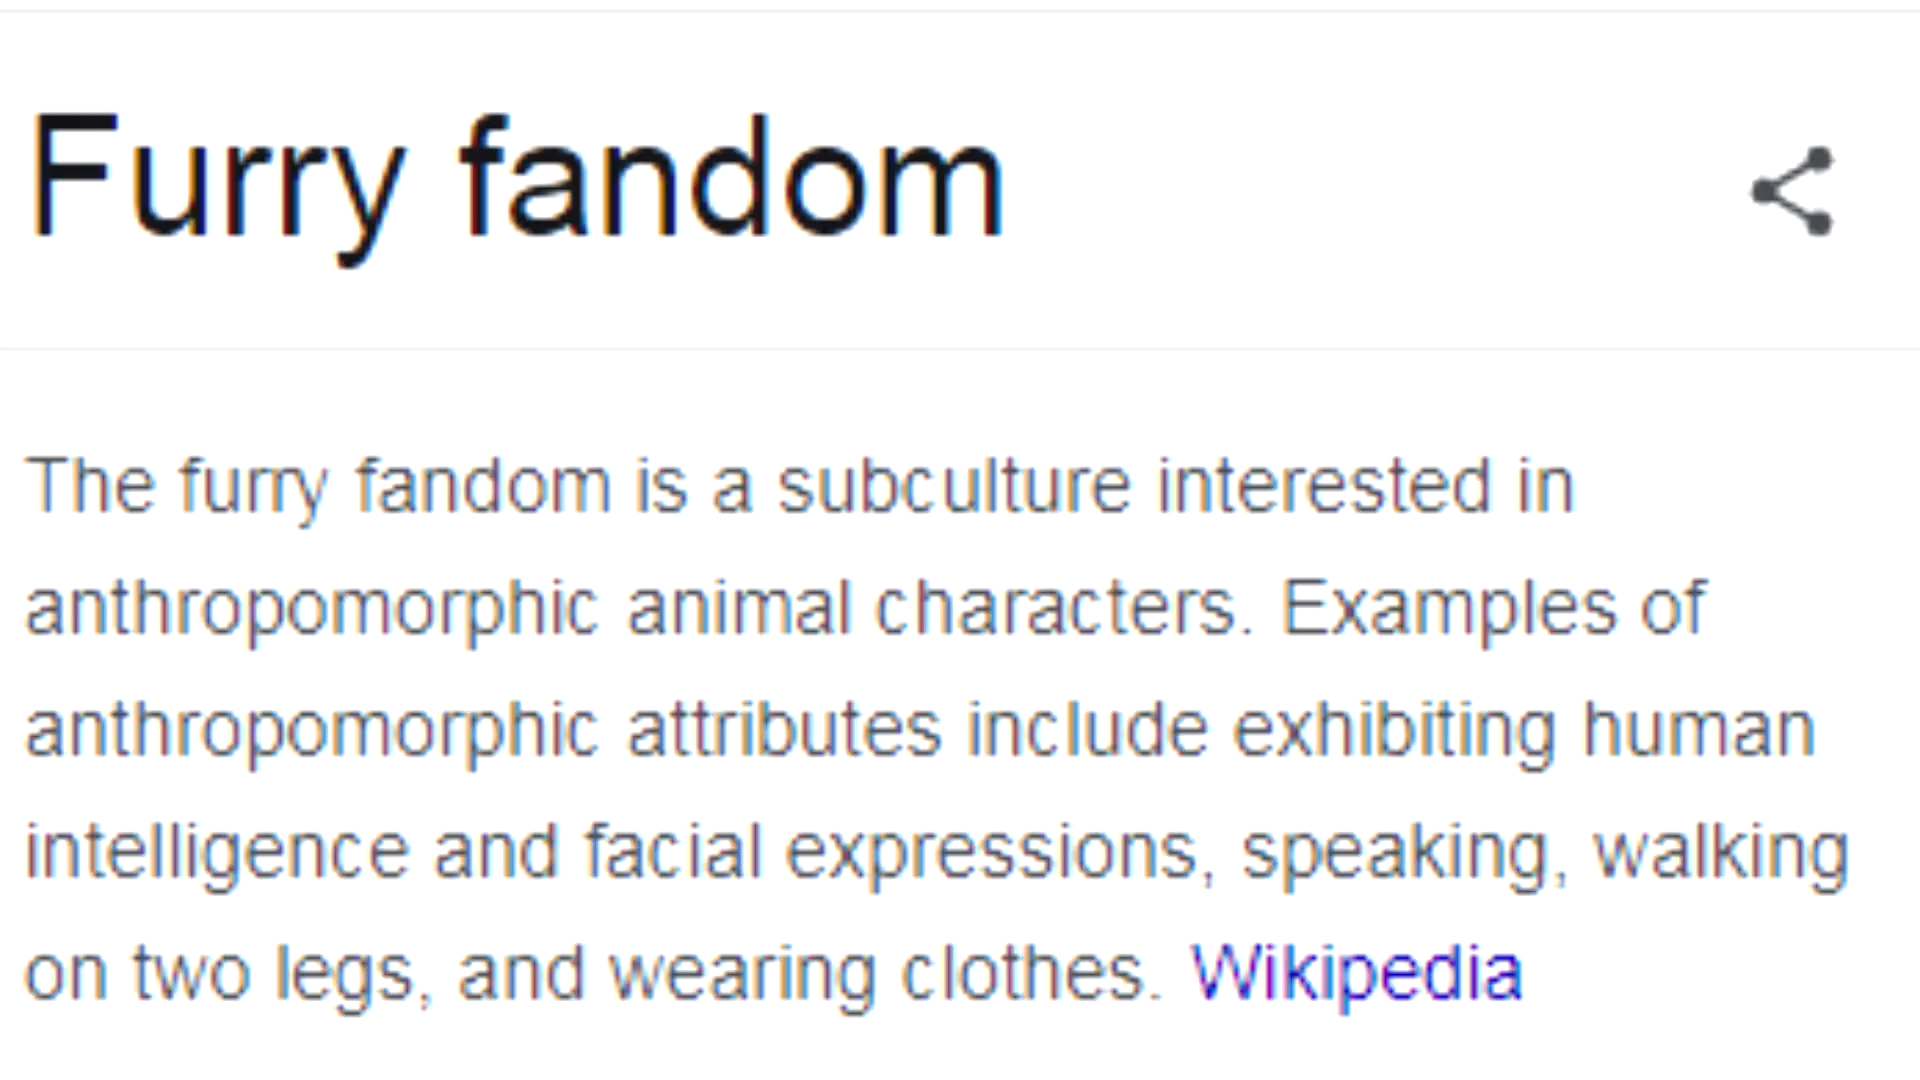 Furry fandom
The furry fandom is a subculture interested in
anthropomorphic animal characters. Examples of
anthropomorphic attributes include exhibiting human
intelligence and facial expressions, speaking, walking
on two legs, and wearing clothes. Wikipedia